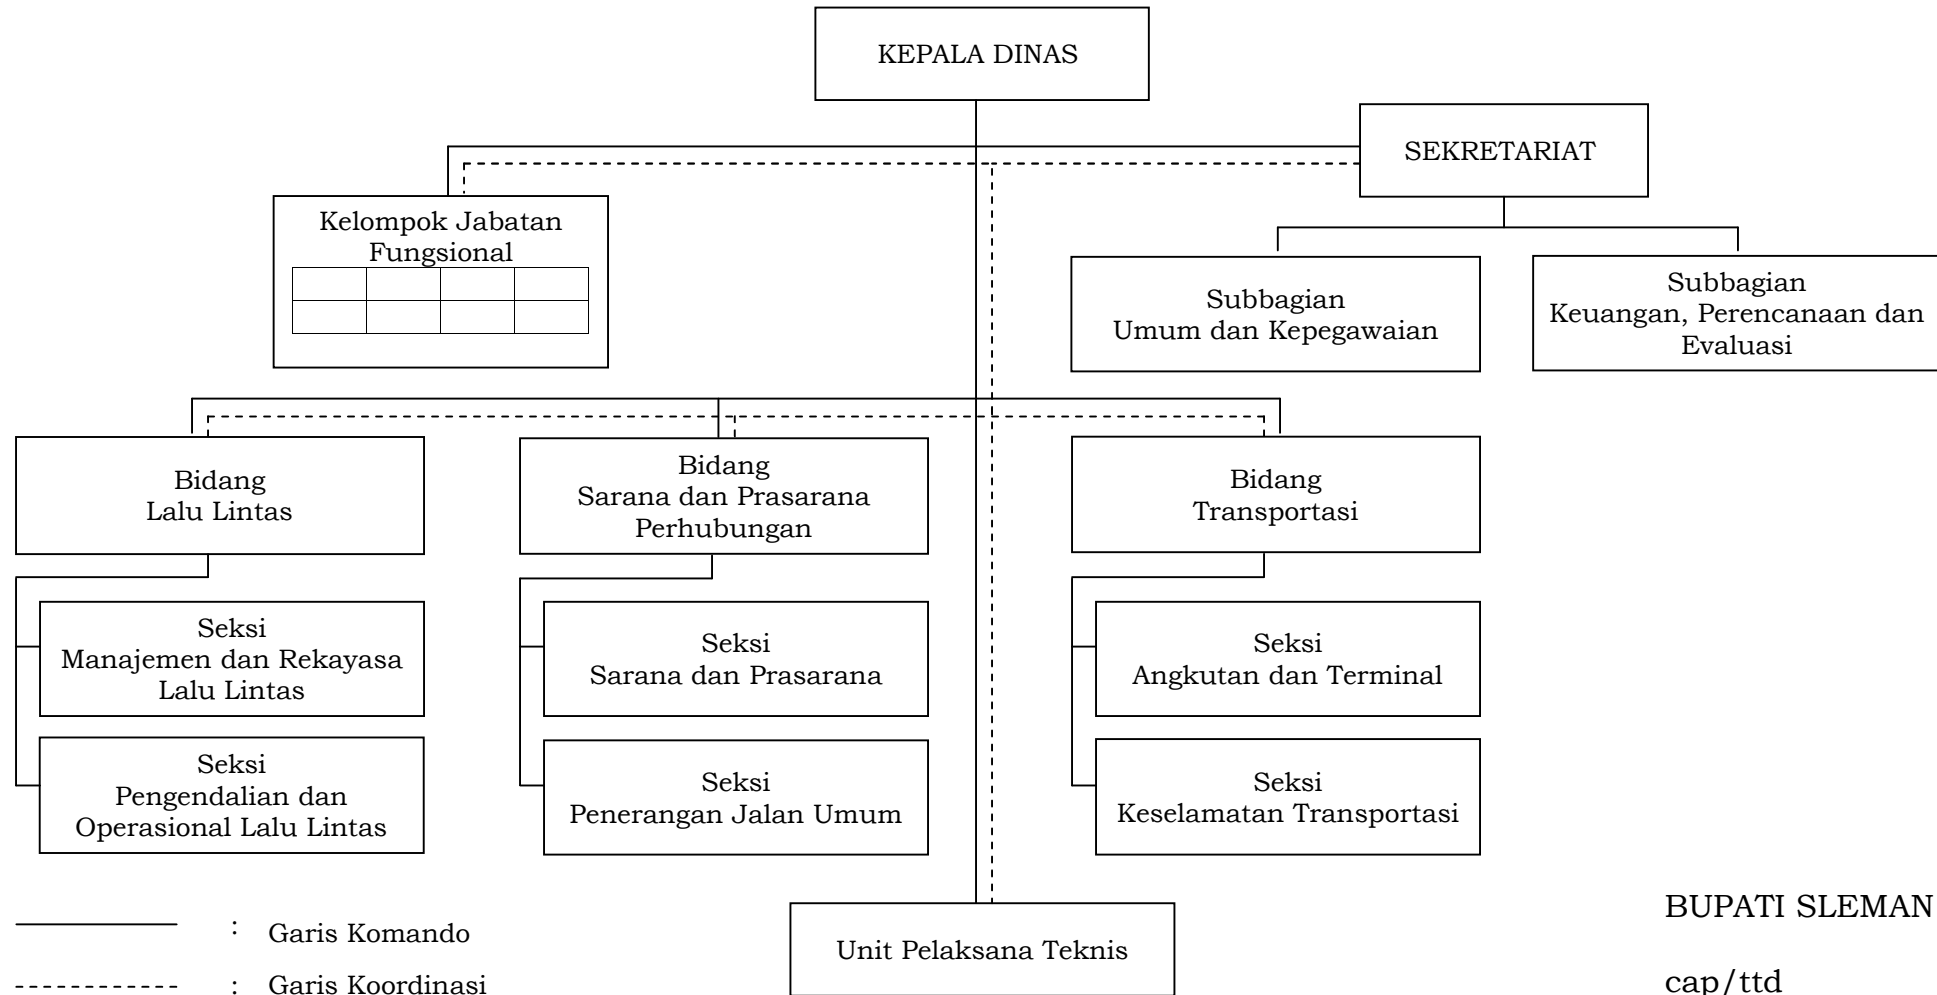 KEPALA DINAS
SEKRETARIAT
Kelompok Jabatan
Fungsional
Subbagian
Umum dan Kepegawaian
Subbagian
Keuangan, Perencanaan dan
Evaluasi
Bidang
Lalu Lintas
Bidang
Sarana dan Prasarana
Perhubungan
Bidang
Transportasi
Seksi
Manajemen dan Rekayasa
Lalu Lintas
Seksi
Sarana dan Prasarana
Seksi
Angkutan dan Terminal
Seksi
Pengendalian dan
Operasional Lalu Lintas
Seksi
Penerangan Jalan Umum
Seksi
Keselamatan Transportasi
: Garis Komando
: Garis Koordinasi
Unit Pelaksana Teknis
BUPATI SLEMAN
cap/ttd